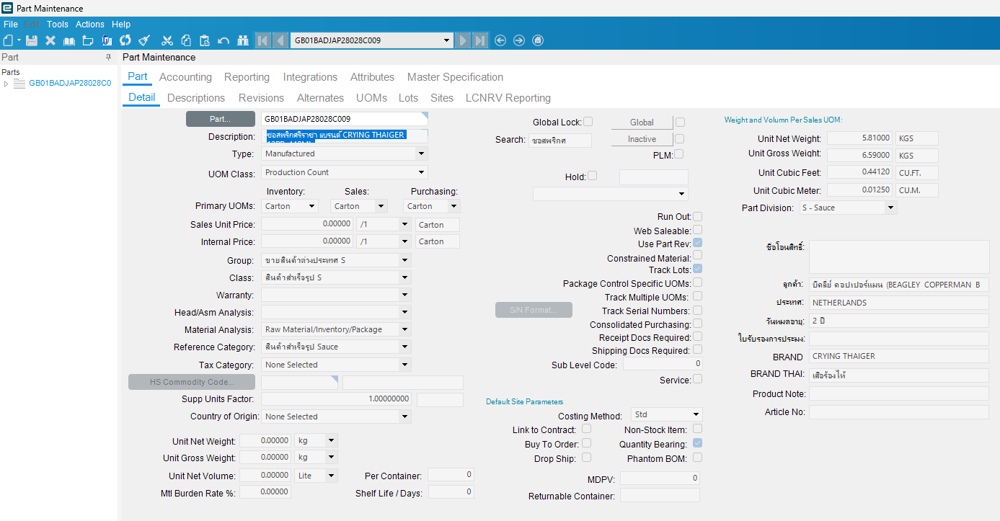 Part Maintenance
File Edit Tools Actions Help
GB01BADJAP28028C009
Part
Part Maintenance
Parts
GB01BADJAP28028C0
Part Accounting Reporting Integrations Attributes Master Specification
Detail Descriptions Revisions Alternates UOMs Lots Sites LCNRV Reporting
Part... GB01BADJAP28028C009
Description: ซอสพริกศรีราชา แบรนด์ CRYING THAIGER
Type: Manufactured
UOM Class: Production Count
Inventory: Sales: Purchasing:
Primary UOMs: Carton Carton Carton
Sales Unit Price: 0.00000 /1 Carton
Internal Price: 0.00000 /1 Carton
Group: ขายสินค้าต่างประเทศ S
Class: สินค้าสำเร็จรูป S
Warranty:
Head/Asm Analysis:
Material Analysis: Raw Material/Inventory/Package
Reference Category: สินค้าสำเร็จรูป Sauce
Tax Category: None Selected
HS Commodity Code...
Supp Units Factor: 1.00000000
Country of Origin: None Selected
Unit Net Weight: 0.00000 kg
Unit Gross Weight: 0.00000 kg
Unit Net Volume: 0.00000 Lite
Mtl Burden Rate %: 0.00000
Per Container: 0
Shelf Life / Days: 0
Global Lock: Global
Search: ซอสพริกศ Inactive
PLM:
Hold:
Run Out:
Web Saleable:
Use Part Rev:
Constrained Material:
Track Lots:
Package Control Specific UOMs:
Track Multiple UOMs:
S/N Format... Track Serial Numbers:
Consolidated Purchasing:
Receipt Docs Required:
Shipping Docs Required:
Sub Level Code: 0
Service:
Default Site Parameters
Costing Method: Std
Link to Contract: Non-Stock Item:
Buy To Order: Quantity Bearing:
Drop Ship: Phantom BOM:
MDPV: 0
Returnable Container:
Weight and Volumn Per Sales UOM:
Unit Net Weight: 5.81000 KGS
Unit Gross Weight: 6.59000 KGS
Unit Cubic Feet: 0.44120 CU.FT.
Unit Cubic Meter: 0.01250 CU.M.
Part Division: S - Sauce
ชื่อโอนสิทธิ์:
ลูกค้า: บีคลีย์ คอปเปอร์แมน (BEAGLEY COPPERMAN B
ประเทศ: NETHERLANDS
วันหมดอายุ: 2 ปี
ใบรับรองการประมง:
BRAND CRYING THAIGER
BRAND THAI: เสือร้องไห้
Product Note:
Article No: